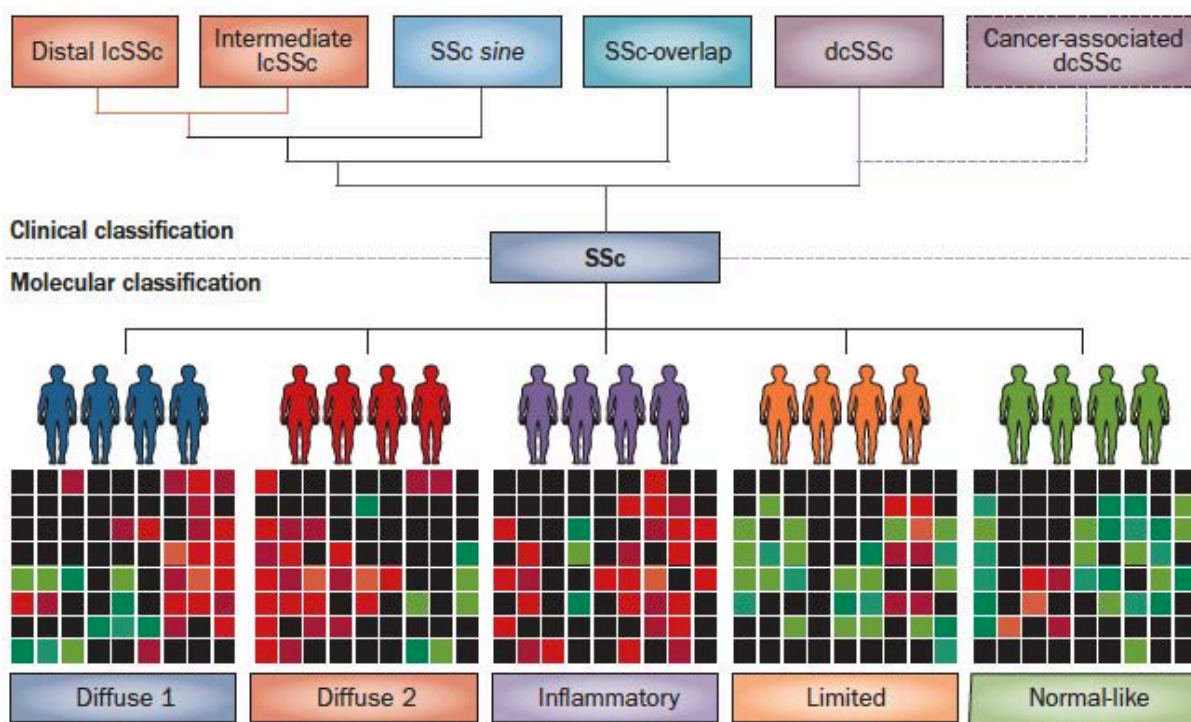 Distal lcSSc
Intermediate
lcSSc
SSc sine
SSc-overlap
dcSSc
Cancer-associated
dcSSc
Clinical classification
SSc
Molecular classification
Diffuse 1
Diffuse 2
Inflammatory
Limited
Normal-like